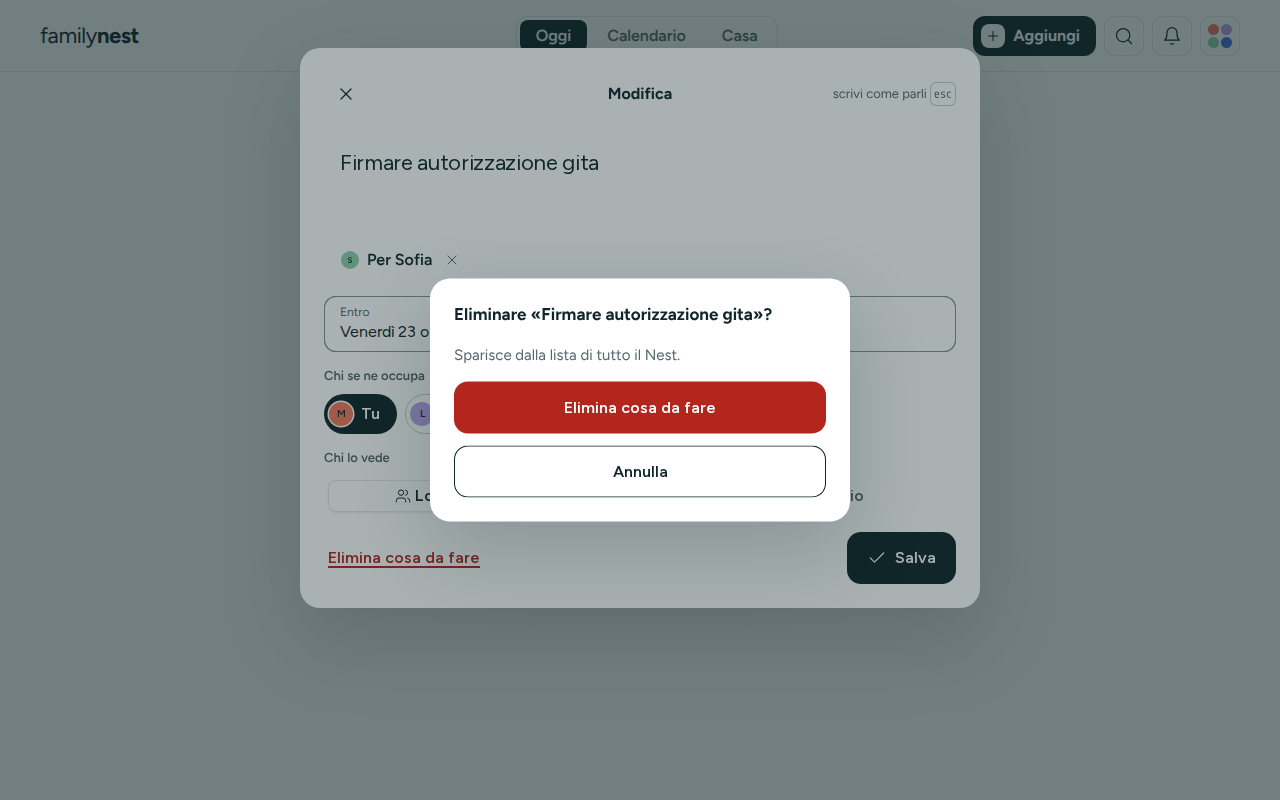 familynest
Oggi
Calendario
Casa
Aggiungi
Modifica
scrivi come parli esc
Firmare autorizzazione gita
S Per Sofia
Entro
Venerdì 23 o
Chi se ne occupa
M Tu
L
Chi lo vede
Eliminare «Firmare autorizzazione gita»?
Sparisce dalla lista di tutto il Nest.
Elimina cosa da fare
Annulla
Elimina cosa da fare
Salva